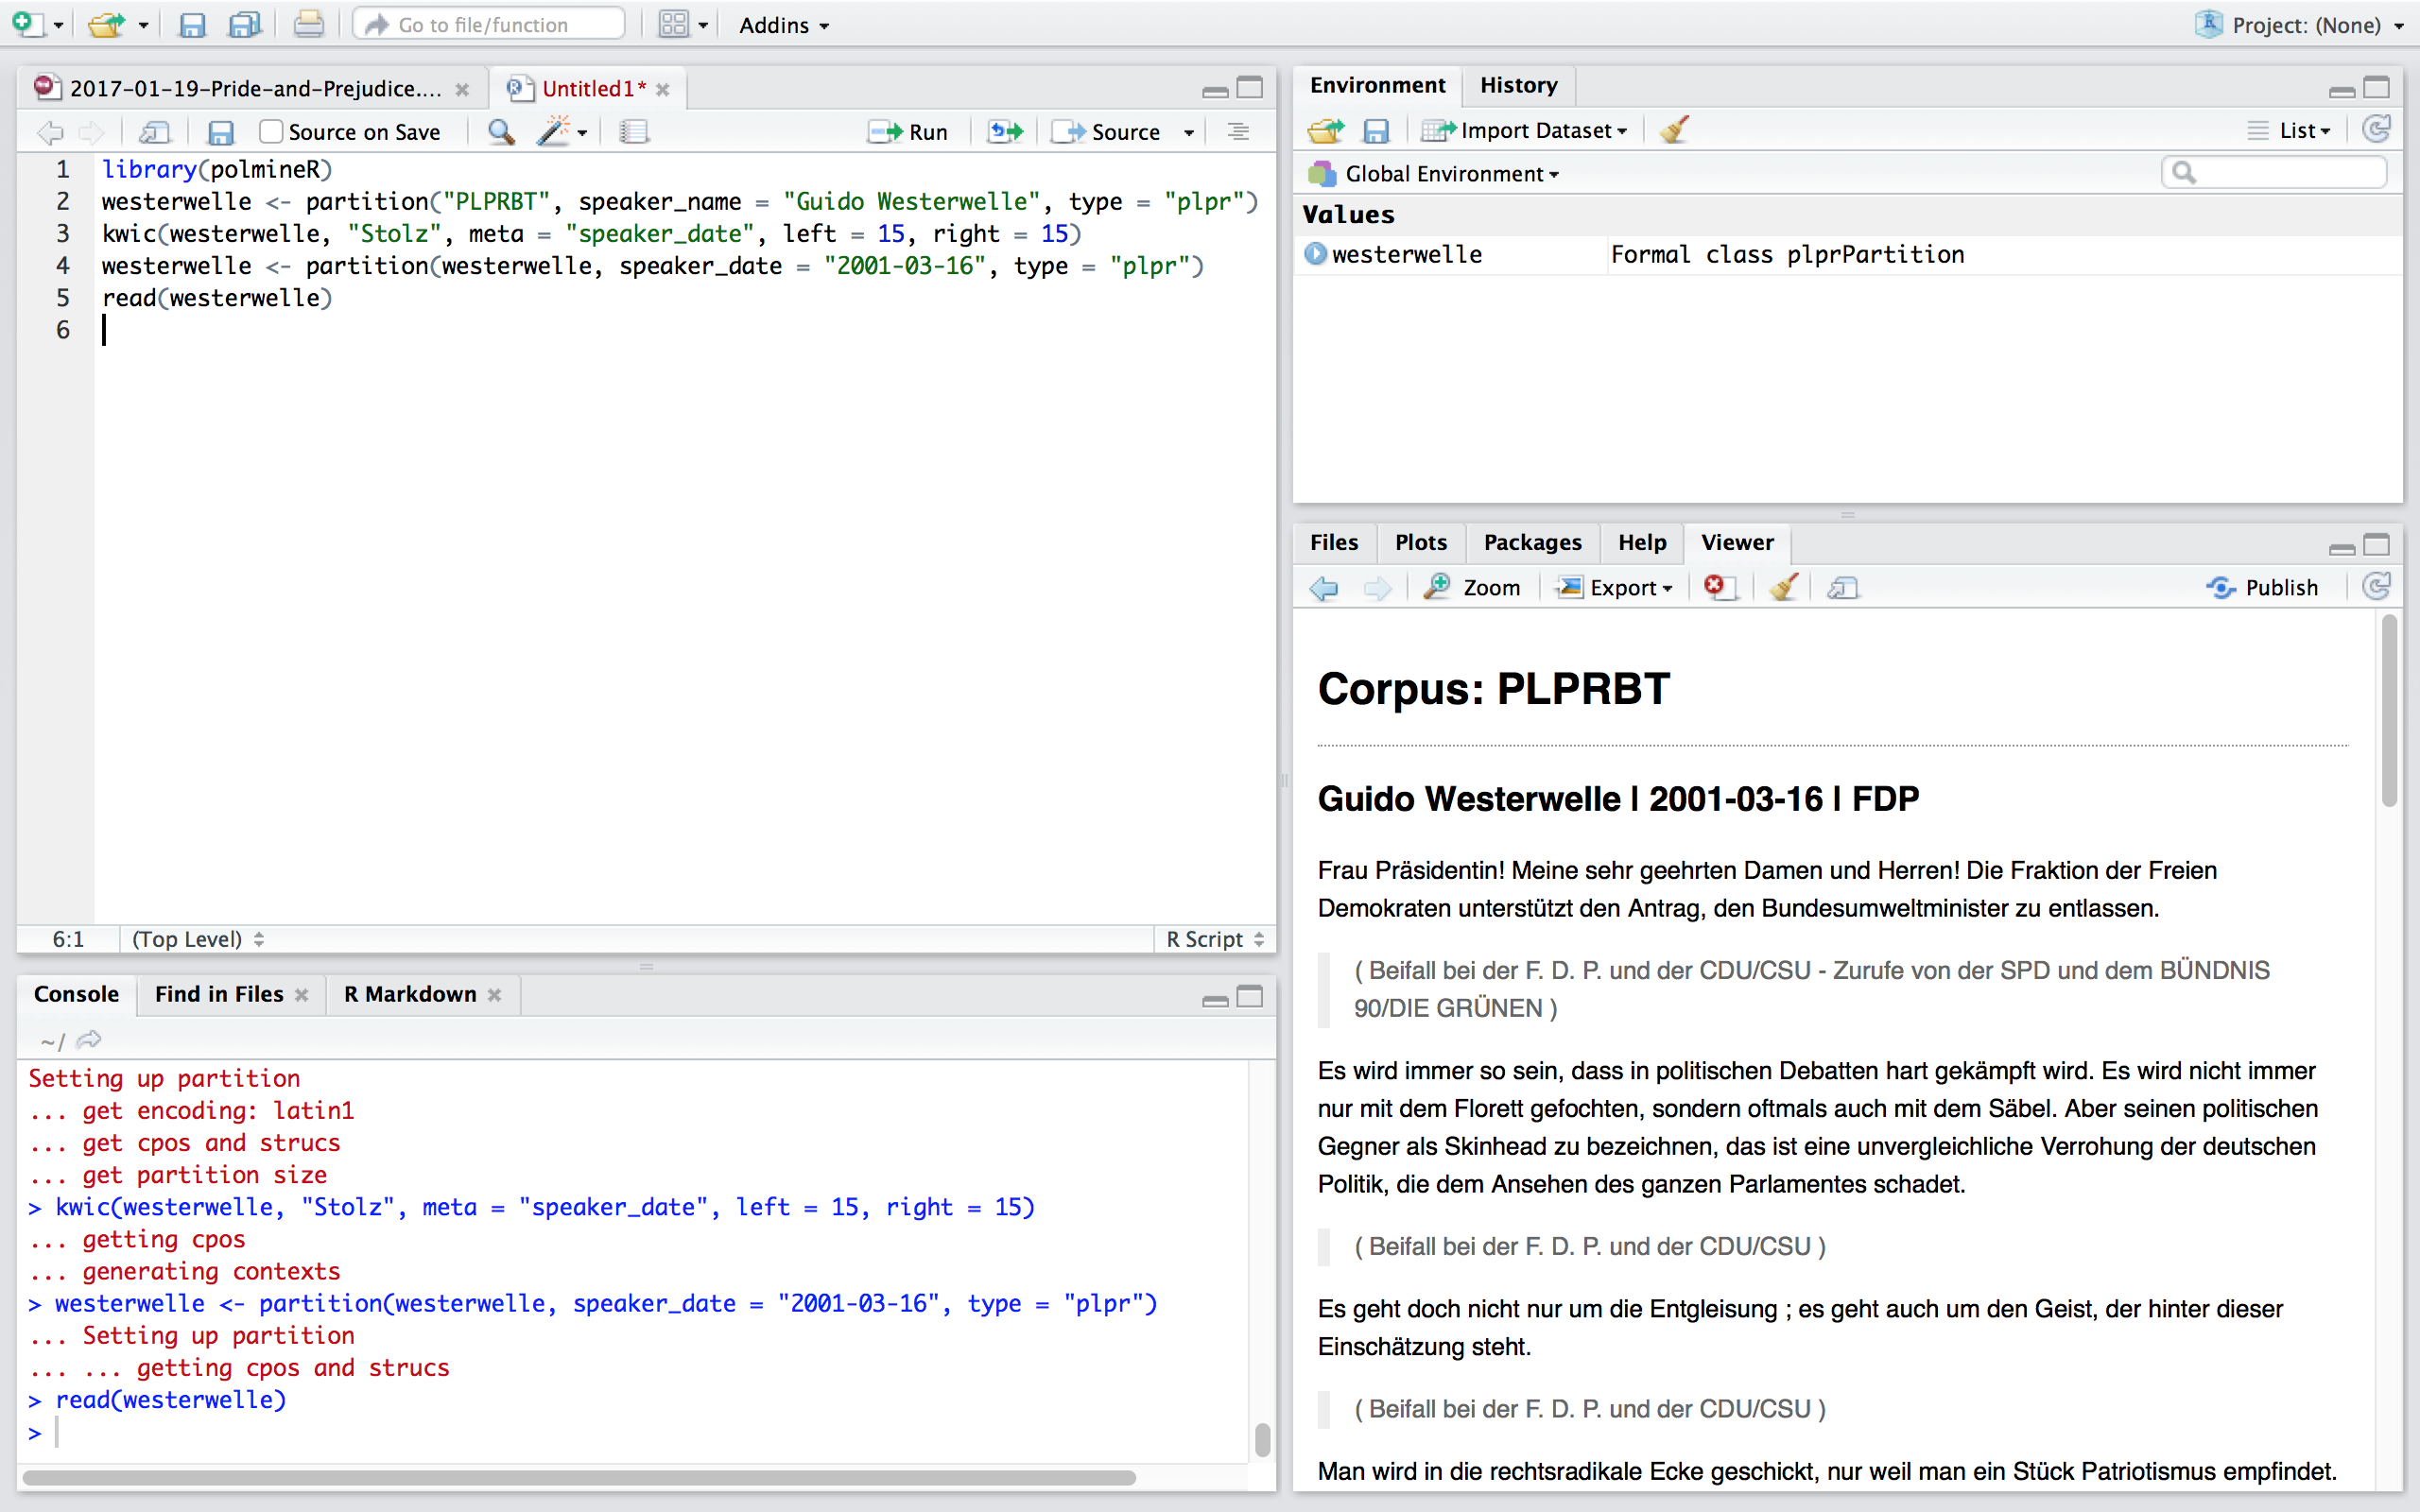 Go to file/function
Addins
Project: (None)
2017-01-19-Pride-and-Prejudice....
Untitled1*
Source on Save
Run
Source
1 library(polmineR)
2 westerwelle <- partition("PLPRBT", speaker_name = "Guido Westerwelle", type = "plpr")
3 kwic(westerwelle, "Stolz", meta = "speaker_date", left = 15, right = 15)
4 westerwelle <- partition(westerwelle, speaker_date = "2001-03-16", type = "plpr")
5 read(westerwelle)
6
6:1
(Top Level)
R Script
Console
Find in Files
R Markdown
~/
Setting up partition
... get encoding: latin1
... get cpos and strucs
... get partition size
> kwic(westerwelle, "Stolz", meta = "speaker_date", left = 15, right = 15)
... getting cpos
... generating contexts
> westerwelle <- partition(westerwelle, speaker_date = "2001-03-16", type = "plpr")
... Setting up partition
... ... getting cpos and strucs
> read(westerwelle)
>
Environment
History
Import Dataset
List
Global Environment
Values
westerwelle
Formal class plprPartition
Files
Plots
Packages
Help
Viewer
Zoom
Export
Publish
Corpus: PLPRBT
Guido Westerwelle | 2001-03-16 | FDP
Frau Präsidentin! Meine sehr geehrten Damen und Herren! Die Fraktion der Freien
Demokraten unterstützt den Antrag, den Bundesumweltminister zu entlassen.
( Beifall bei der F. D. P. und der CDU/CSU - Zurufe von der SPD und dem BÜNDNIS
90/DIE GRÜNEN )
Es wird immer so sein, dass in politischen Debatten hart gekämpft wird. Es wird nicht immer
nur mit dem Florett gefochten, sondern oftmals auch mit dem Säbel. Aber seinen politischen
Gegner als Skinhead zu bezeichnen, das ist eine unvergleichliche Verrohung der deutschen
Politik, die dem Ansehen des ganzen Parlamentes schadet.
( Beifall bei der F. D. P. und der CDU/CSU )
Es geht doch nicht nur um die Entgleisung ; es geht auch um den Geist, der hinter dieser
Einschätzung steht.
( Beifall bei der F. D. P. und der CDU/CSU )
Man wird in die rechtsradikale Ecke geschickt, nur weil man ein Stück Patriotismus empfindet.